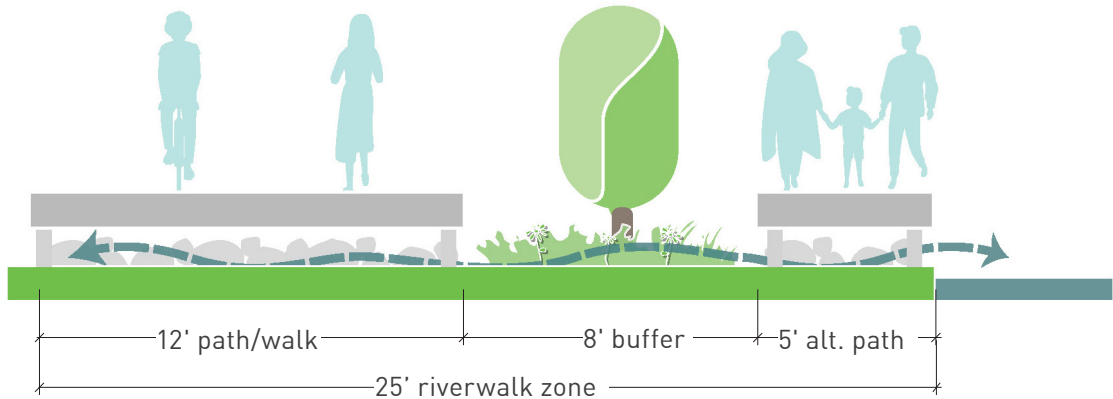 12' path/walk
8' buffer
5' alt. path
25' riverwalk zone